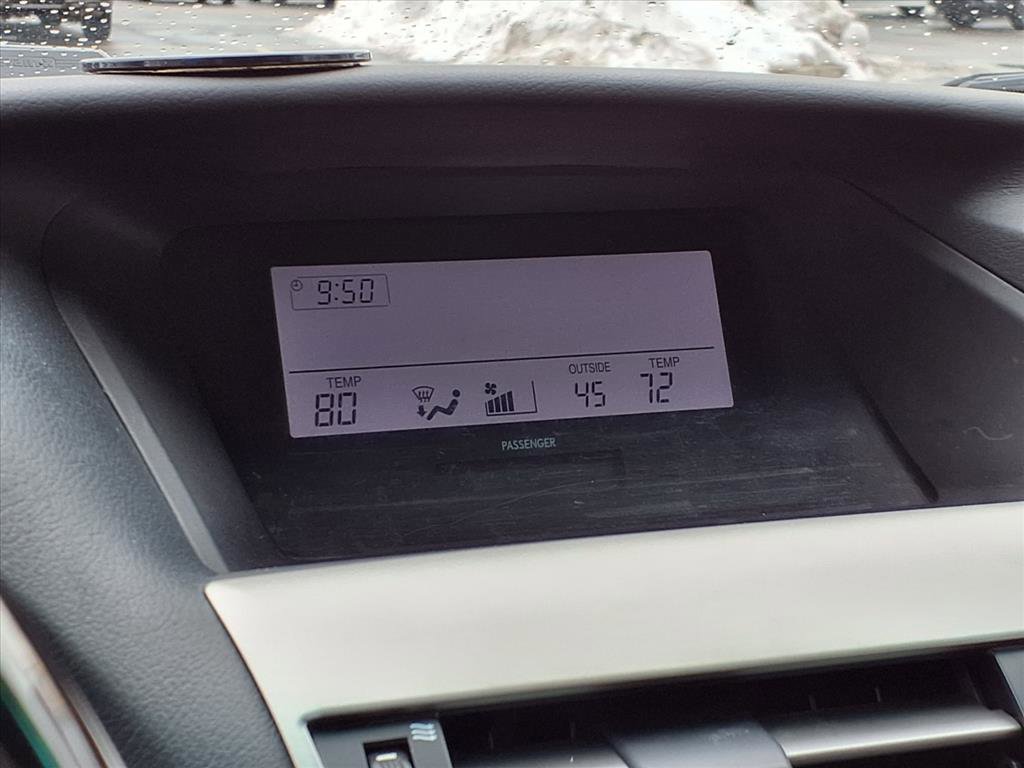 9:50
TEMP OUTSIDE TEMP
80 45 72
PASSENGER